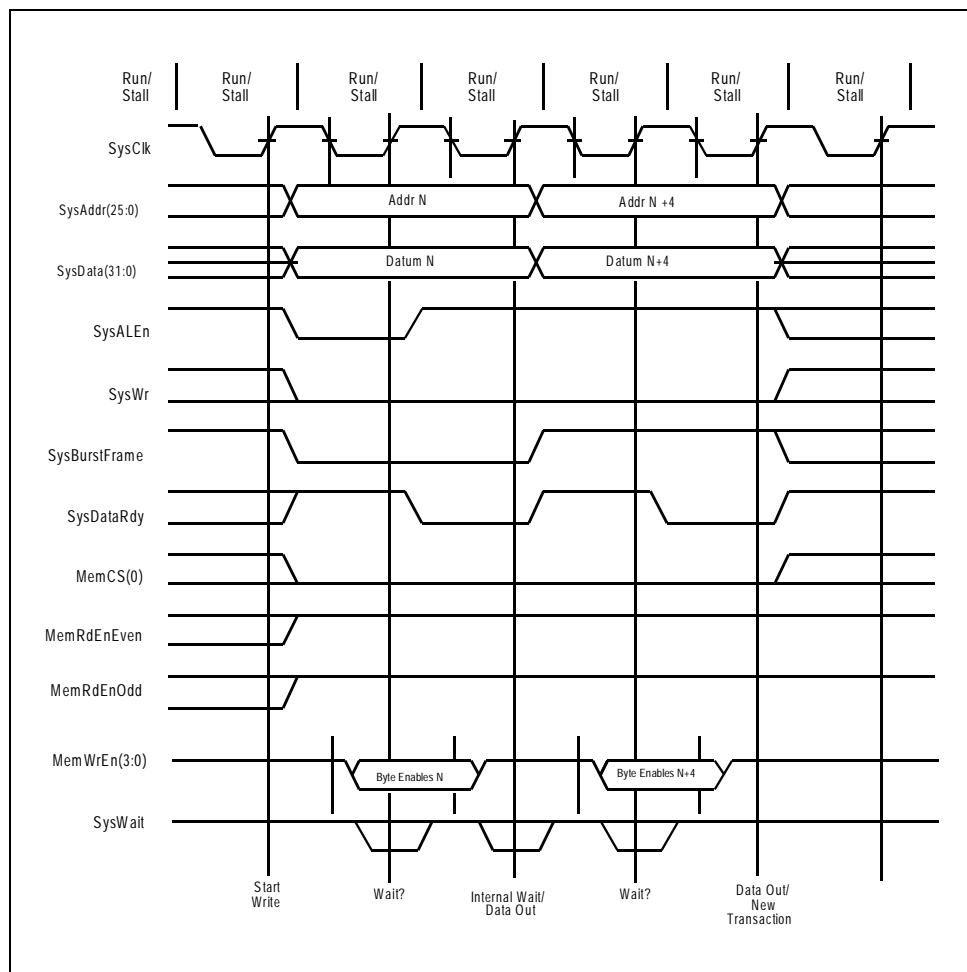 Run/
Stall
Run/
Stall
Run/
Stall
Run/
Stall
Run/
Stall
Run/
Stall
Run/
Stall
SysClk
SysAddr(25:0)
Addr N
Addr N +4
SysData(31:0)
Datum N
Datum N+4
SysALEn
SysWr
SysBurstFrame
SysDataRdy
MemCS(0)
MemRdEnEven
MemRdEnOdd
MemWrEn(3:0)
Byte Enables N
Byte Enables N+4
SysWait
Start
Write
Wait?
Internal Wait/
Data Out
Wait?
Data Out/
New
Transaction